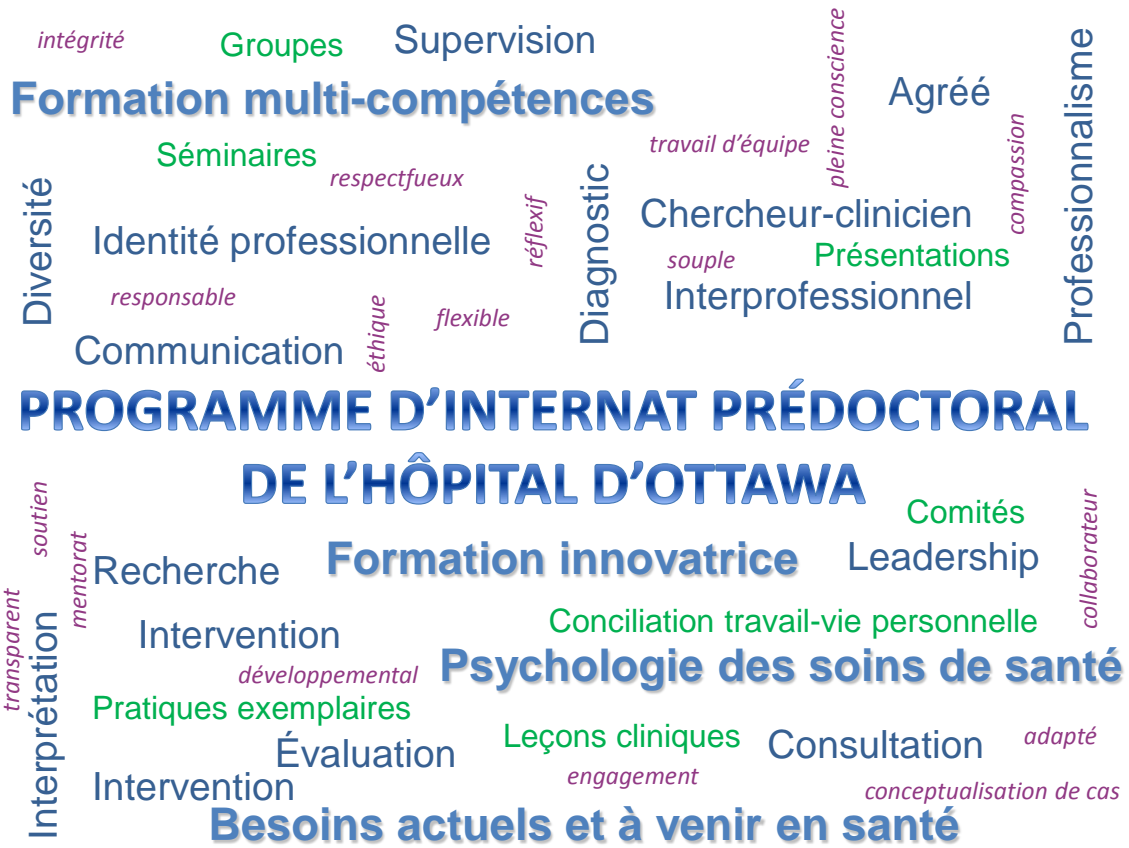 intégrité
Groupes
Supervision
pleine conscience
Professionnalisme
Formation multi-compétences
Agréé
Séminaires
travail d'équipe
compassion
respectfueux
Diversité
réflexif
Diagnostic
Chercheur-clinicien
Identité professionnelle
souple
Présentations
responsable
Interprofessionnel
éthique
flexible
Communication
PROGRAMME D'INTERNAT PRÉDOCTORAL
DE L'HÔPITAL D'OTTAWA
soutien
Comités
collaborateur
mentorat
Recherche
Formation innovatrice
Leadership
transparent
Interprétation
Intervention
Conciliation travail-vie personnelle
développemental
Psychologie des soins de santé
Pratiques exemplaires
Évaluation
Leçons cliniques
Consultation
adapté
Intervention
engagement
conceptualisation de cas
Besoins actuels et à venir en santé